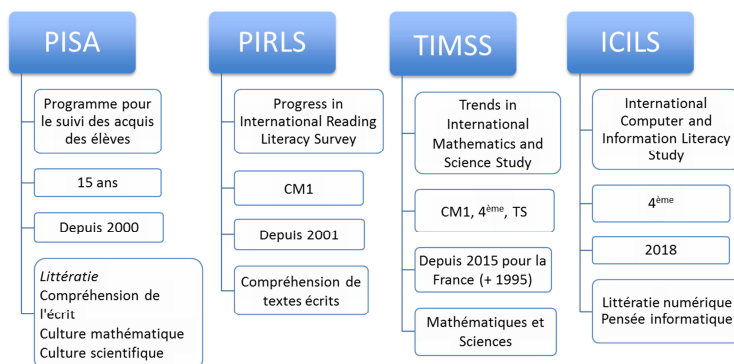 PISA
Programme pour
le suivi des acquis
des élèves
15 ans
Depuis 2000
Littératie
Compréhension de
l'écrit
Culture mathématique
Culture scientifique
PIRLS
Progress in
International Reading
Literacy Survey
CM1
Depuis 2001
Compréhension de
textes écrits
TIMSS
Trends in
International
Mathematics and
Science Study
CM1, 4ème, TS
Depuis 2015 pour la
France (+ 1995)
Mathématiques et
Sciences
ICILS
International
Computer and
Information Literacy
Study
4ème
2018
Littératie numérique
Pensée informatique